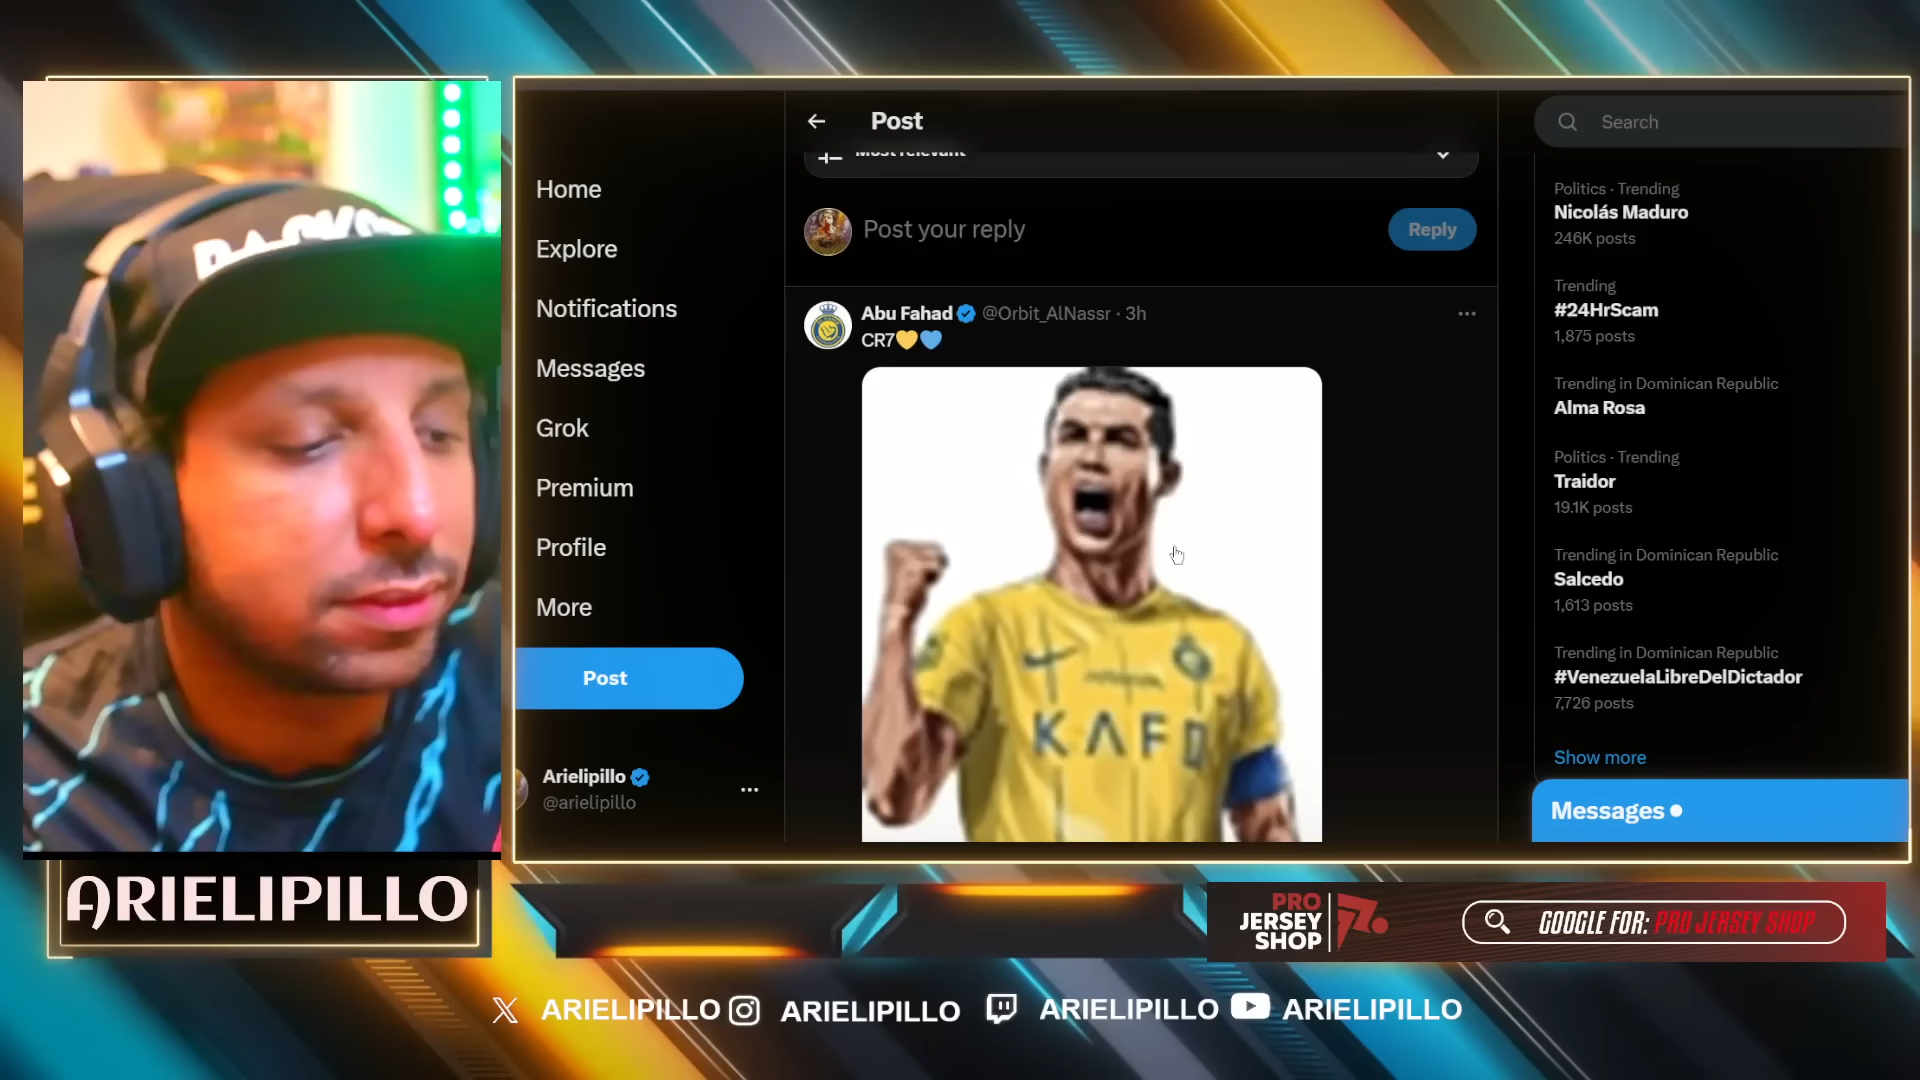 Post
Most relevant
Search
Home
Explore
Notifications
Messages
Grok
Premium
Profile
More
Post
Arielipillo
@arielipillo
Post your reply
Reply
Abu Fahad @Orbit_AlNassr · 3h
CR7💛💙
KAFD
Politics · Trending
Nicolás Maduro
246K posts
Trending
#24HrScam
1,875 posts
Trending in Dominican Republic
Alma Rosa
Politics · Trending
Traidor
19.1K posts
Trending in Dominican Republic
Salcedo
1,613 posts
Trending in Dominican Republic
#VenezuelaLibreDelDictador
7,726 posts
Show more
Messages
ARIELIPILLO
PRO
JERSEY
SHOP
GOOGLE FOR: PRO JERSEY SHOP
ARIELIPILLO
ARIELIPILLO
ARIELIPILLO
ARIELIPILLO